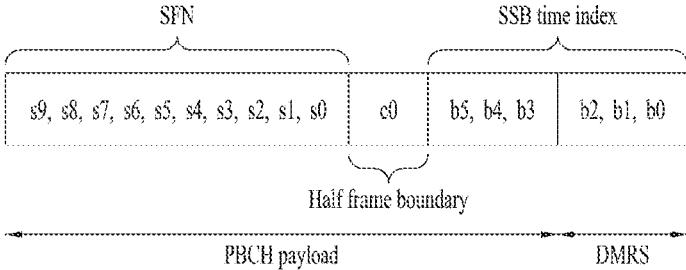 SFN SSB time index
s9, s8, s7, s6, s5, s4, s3, s2, s1, s0 c0 b5, b4, b3 b2, b1, b0
Half frame boundary
PBCH payload DMRS